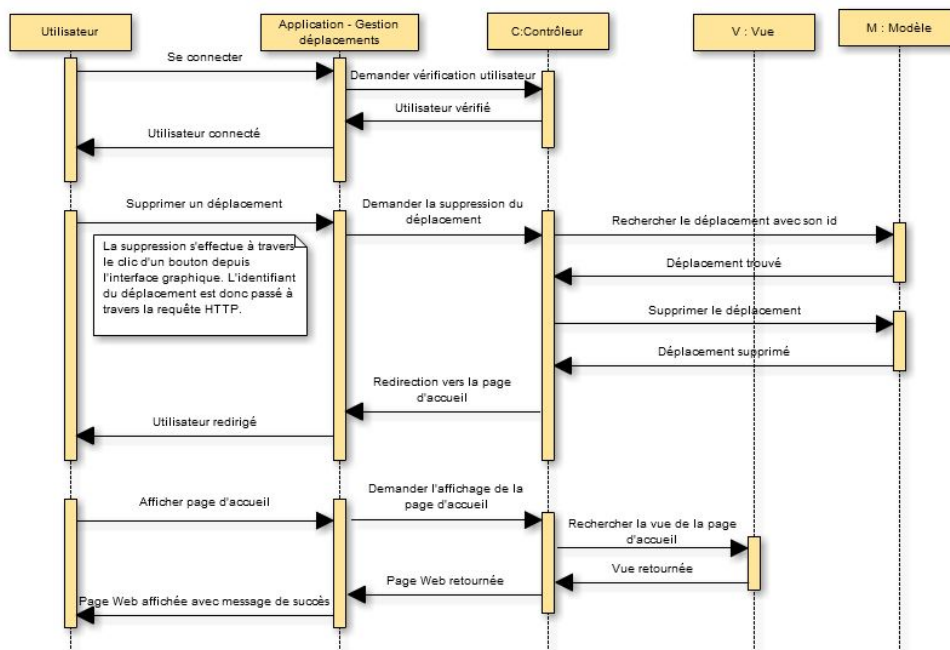 Utilisateur
Application - Gestion
déplacements
C:Contrôleur
V : Vue
M : Modèle
Se connecter
Demander vérification utilisateur
Utilisateur vérifié
Utilisateur connecté
Supprimer un déplacement
Demander la suppression du
déplacement
Rechercher le déplacement avec son id
La suppression s'effectue à travers
le clic d'un bouton depuis
l'interface graphique. L'identifiant
du déplacement est donc passé à
travers la requête HTTP.
Déplacement trouvé
Supprimer le déplacement
Déplacement supprimé
Redirection vers la page
d'accueil
Utilisateur redirigé
Afficher page d'accueil
Demander l'affichage de la
page d'accueil
Rechercher la vue de la page
d'accueil
Vue retournée
Page Web retournée
Page Web affichée avec message de succès